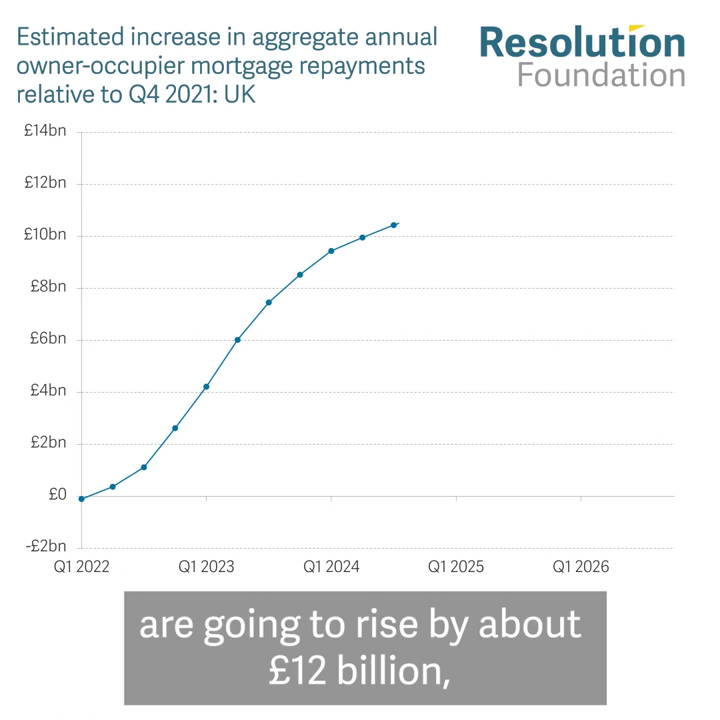 Estimated increase in aggregate annual
owner-occupier mortgage repayments
relative to Q4 2021: UK
Resolution
Foundation
£14bn
£12bn
£10bn
£8bn
£6bn
£4bn
£2bn
£0
-£2bn
Q1 2022
Q1 2023
Q1 2024
Q1 2025
Q1 2026
are going to rise by about
£12 billion,